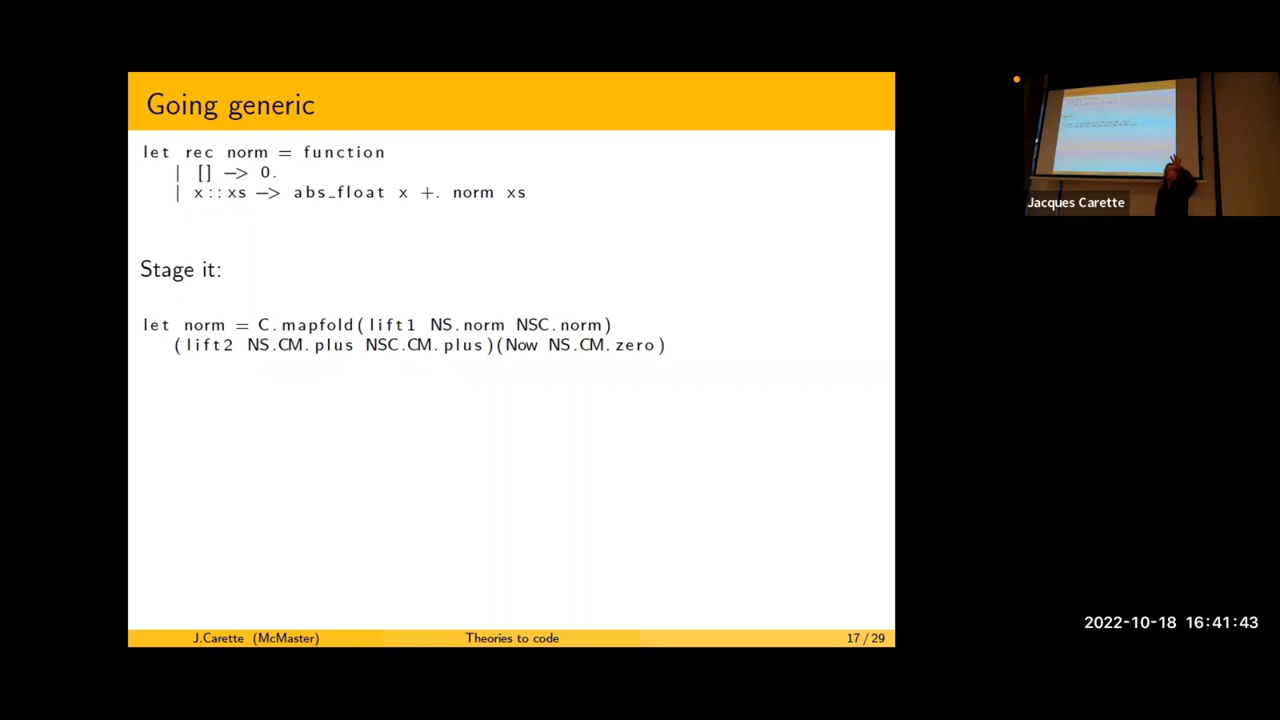 Going generic
let rec norm = function
| [] -> 0.
| x::xs -> abs_float x +. norm xs
Stage it:
let norm = C.mapfold(lift1 NS.norm NSC.norm)
(lift2 NS.CM.plus NSC.CM.plus)(Now NS.CM.zero)
J.Carette (McMaster)
Theories to code
17 / 29
Jacques Carette
2022-10-18 16:41:43